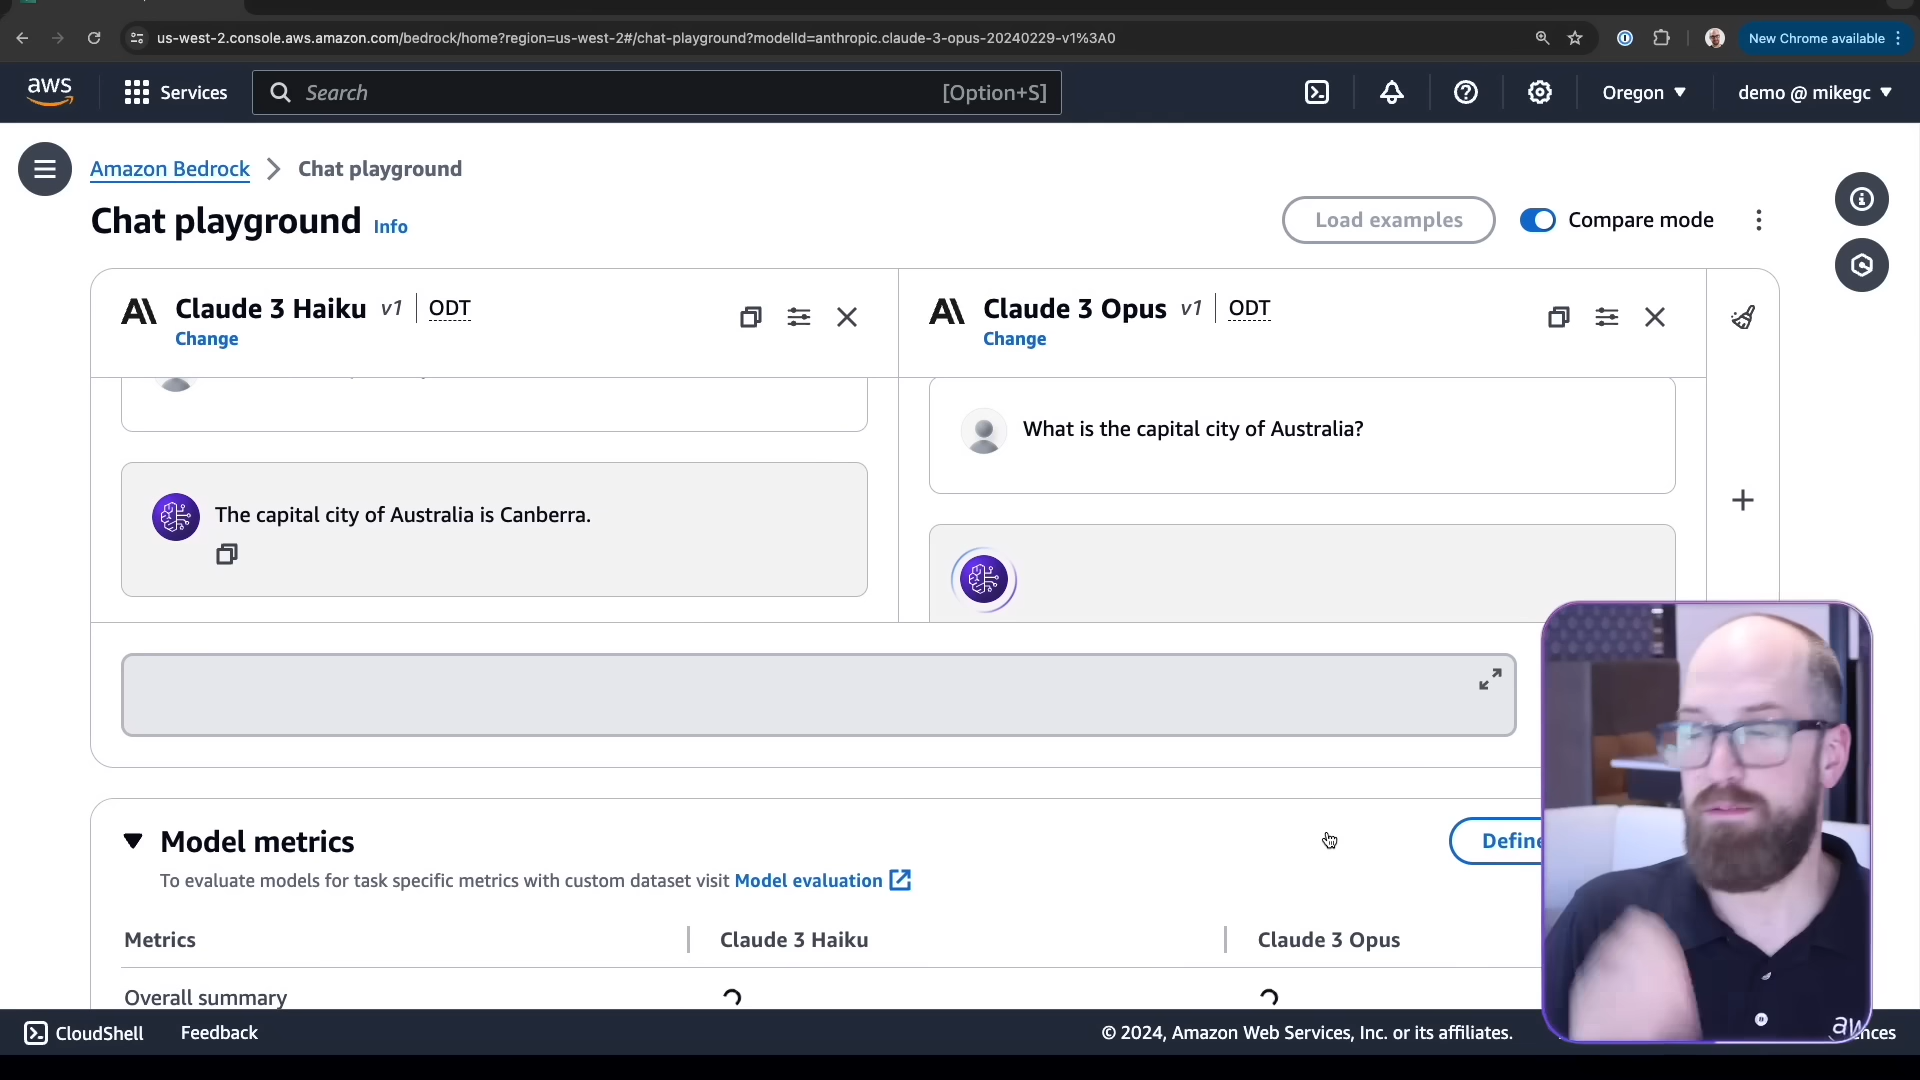 us-west-2.console.aws.amazon.com/bedrock/home?region=us-west-2#/chat-playground?modelId=anthropic.claude-3-opus-20240229-v1%3A0
New Chrome available
aws
Services
Search
[Option+S]
Oregon
demo @ mikegc
Amazon Bedrock
Chat playground
Chat playground
Info
Load examples
Compare mode
Claude 3 Haiku v1
ODT
Change
Claude 3 Opus v1
ODT
Change
What is the capital city of Australia?
The capital city of Australia is Canberra.
Model metrics
Define
To evaluate models for task specific metrics with custom dataset visit Model evaluation
Metrics
Claude 3 Haiku
Claude 3 Opus
Overall summary
CloudShell
Feedback
© 2024, Amazon Web Services, Inc. or its affiliates.